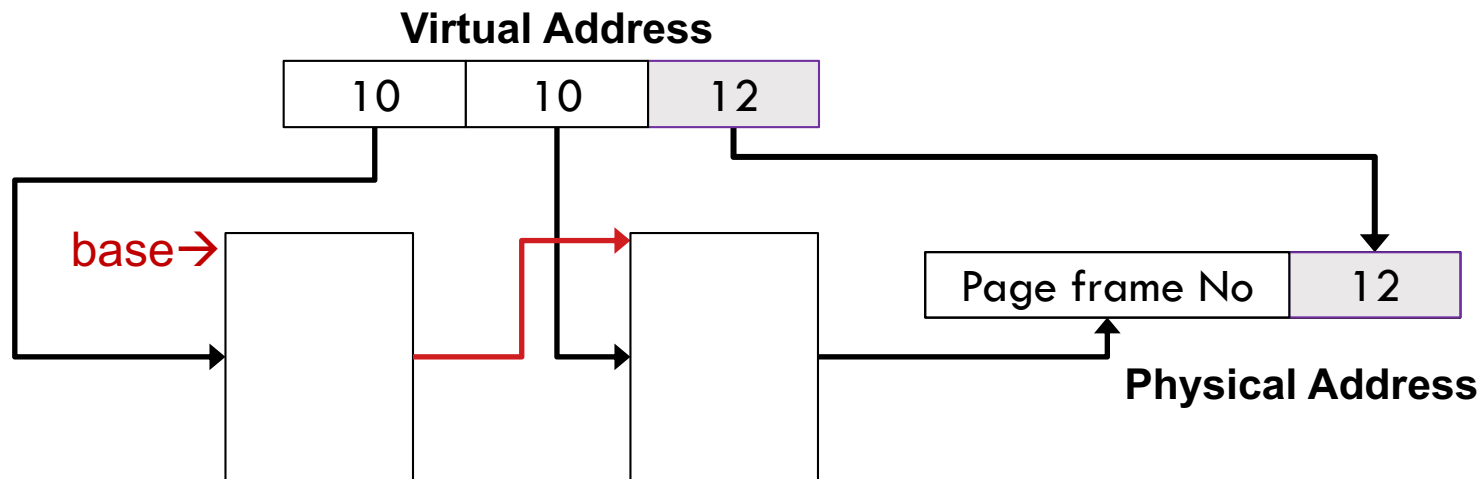 Virtual Address
10 10 12
base→
Page frame No 12
Physical Address